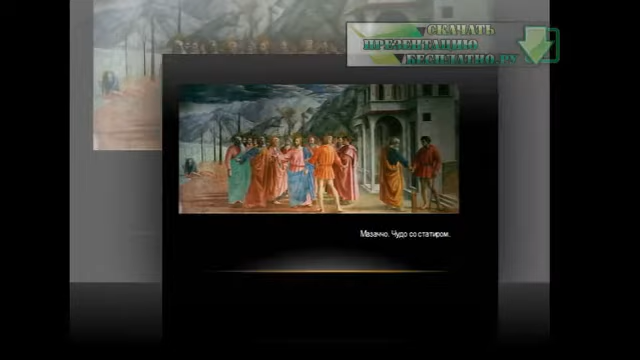 СКАЧАТЬ
ПРЕЗЕНТАЦИЮ
БЕСПЛАТНО.РУ
Мазаччо. Чудо со статиром.